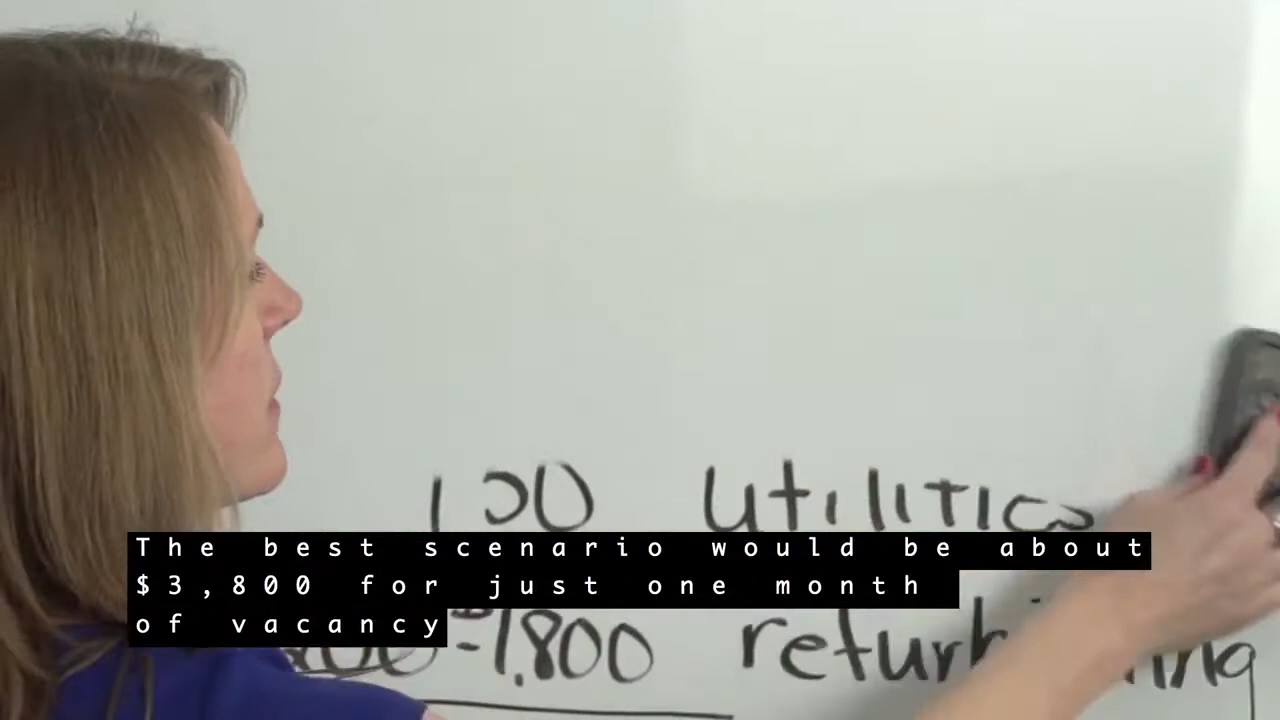 100 utilities
The best scenario would be about
$3,800 for just one month
of vacancy
-1,800